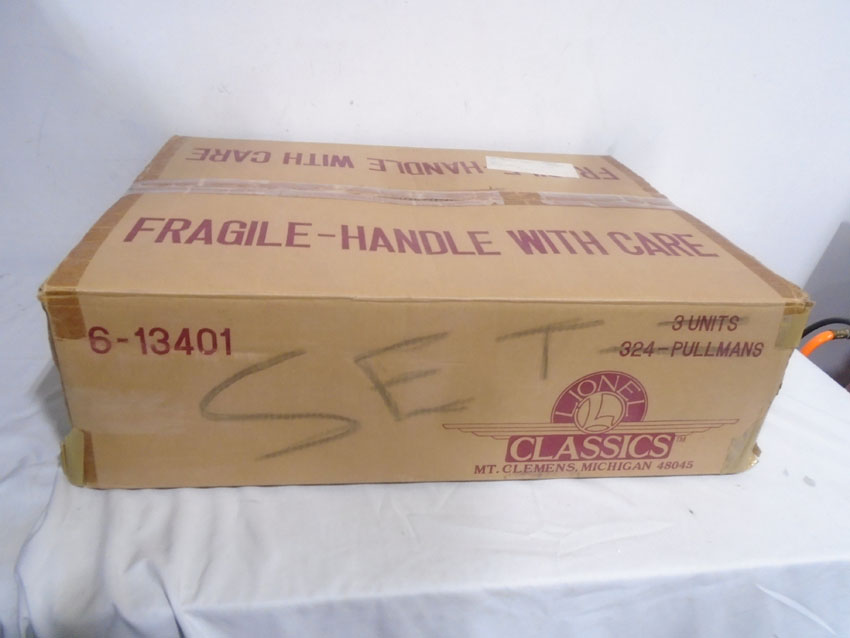 FRAGILE-HANDLE WITH CARE
FRAGILE-HANDLE WITH CARE
6-13401
SET
3 UNITS
324-PULLMANS
LIONEL
L
CLASSICS™
MT. CLEMENS, MICHIGAN 48045